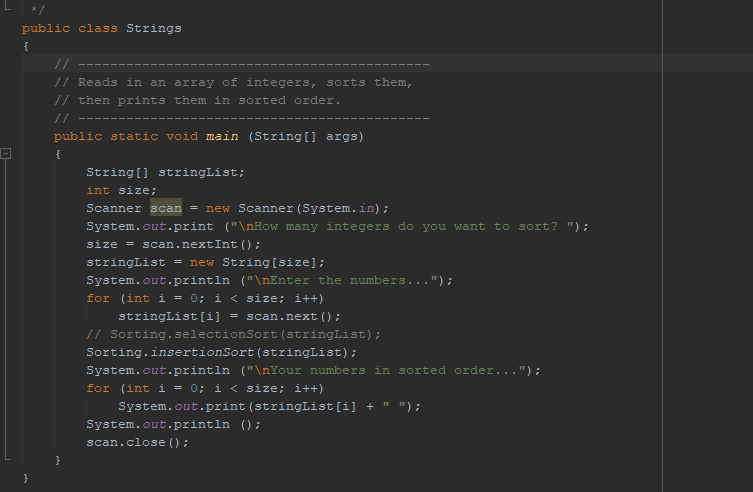 */
public class Strings
{
// --------------------------------------------
// Reads in an array of integers, sorts them,
// then prints them in sorted order.
// --------------------------------------------
public static void main (String[] args)
{
String[] stringList;
int size;
Scanner scan = new Scanner(System.in);
System.out.print ("\nHow many integers do you want to sort? ");
size = scan.nextInt();
stringList = new String[size];
System.out.println ("\nEnter the numbers...");
for (int i = 0; i < size; i++)
stringList[i] = scan.next();
// Sorting.selectionSort(stringList);
Sorting.insertionSort(stringList);
System.out.println ("\nYour numbers in sorted order...");
for (int i = 0; i < size; i++)
System.out.print(stringList[i] + " ");
System.out.println ();
scan.close();
}
}